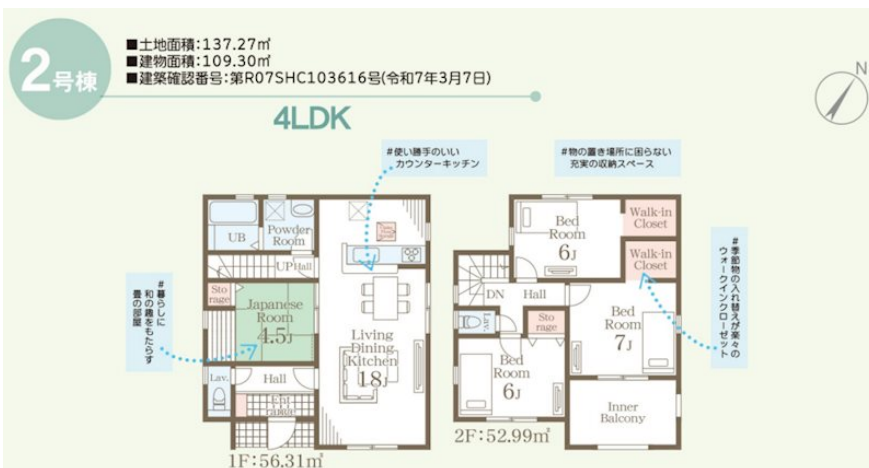 2号棟
■土地面積:137.27㎡
■建物面積:109.30㎡
■建築確認番号:第R07SHC103616号(令和7年3月7日)
4LDK
N
#使い勝手のいい
カウンターキッチン
#物の置き場所に困らない
充実の収納スペース
#季節物の入れ替えが楽々の
ウォークインクローゼット
#暮らしに
和の趣をもたらす
畳の部屋
UB
Powder
Room
UP
Hall
Sto
rage
Japanese
Room
4.5J
Living
Dining
Kitchen
18J
Lav.
Hall
Ent
rance
1F:56.31㎡
Bed
Room
6J
Walk-in
Closet
Walk-in
Closet
DN
Hall
Lav.
Sto
rage
Bed
Room
7J
Bed
Room
6J
Inner
Balcony
2F:52.99㎡